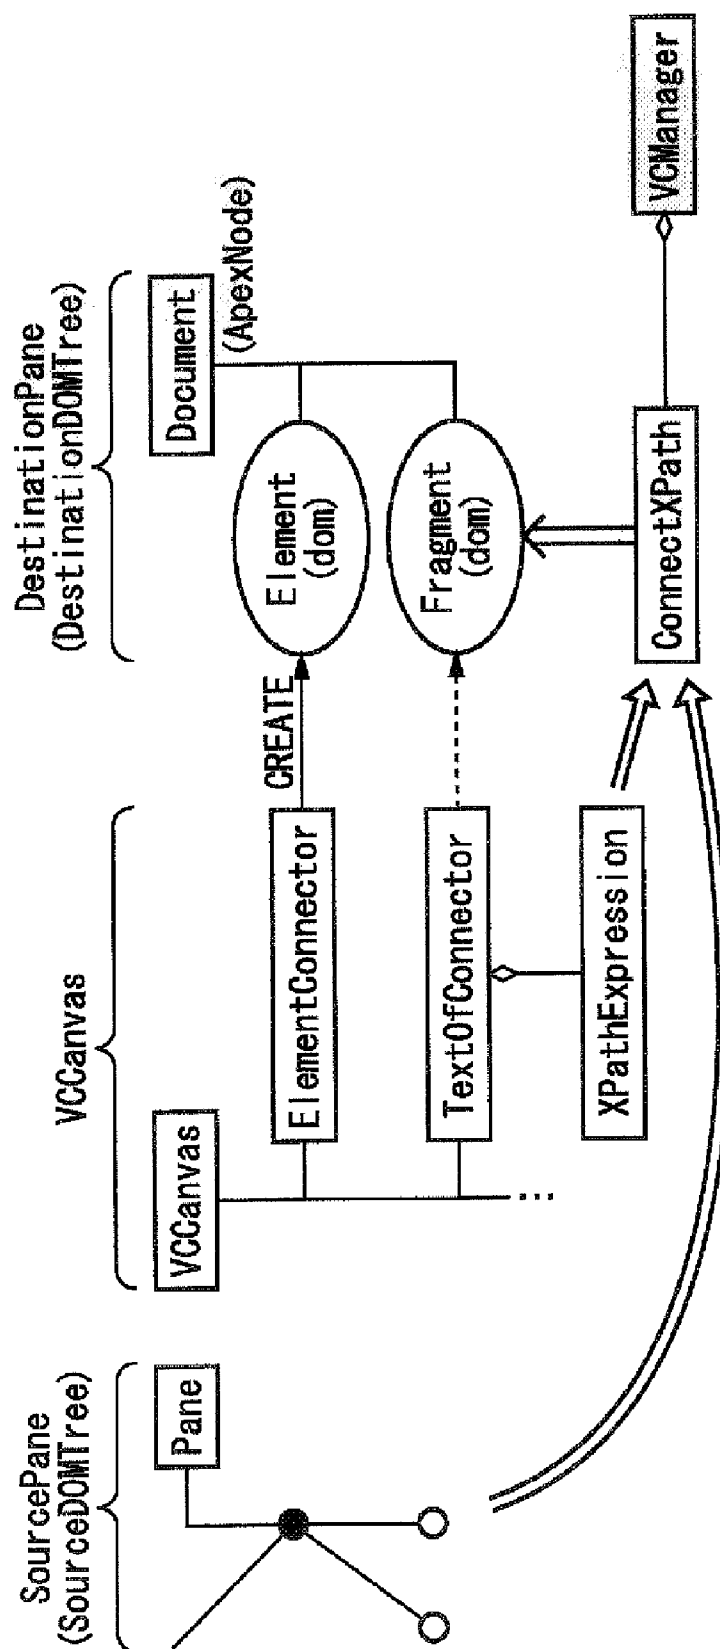 SourcePane
(SourceDOMTree)
Pane
VCCanvas
VCCanvas
ElementConnector
TextOfConnector
...
XPathExpression
CREATE
DestinationPane
(DestinationDOMTree)
Document
(ApexNode)
Element
(dom)
Fragment
(dom)
ConnectXPath
VCManager